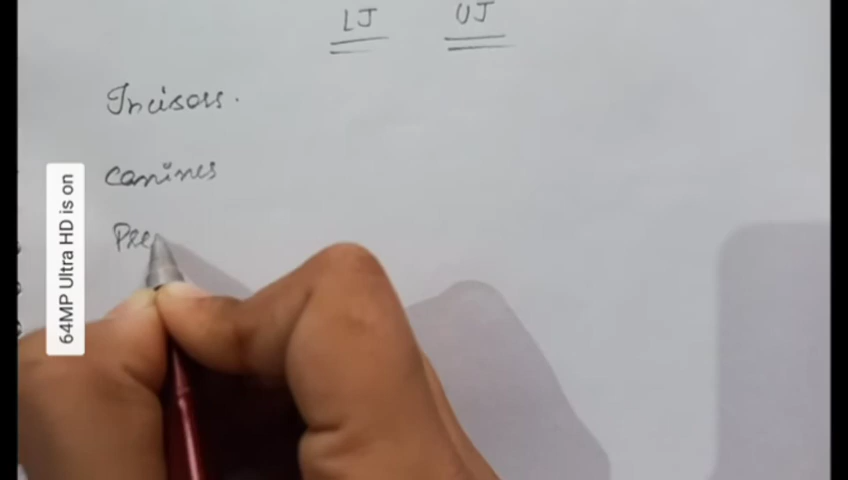 LJ UJ
Incisors.
Canines
Pre
64MP Ultra HD is on